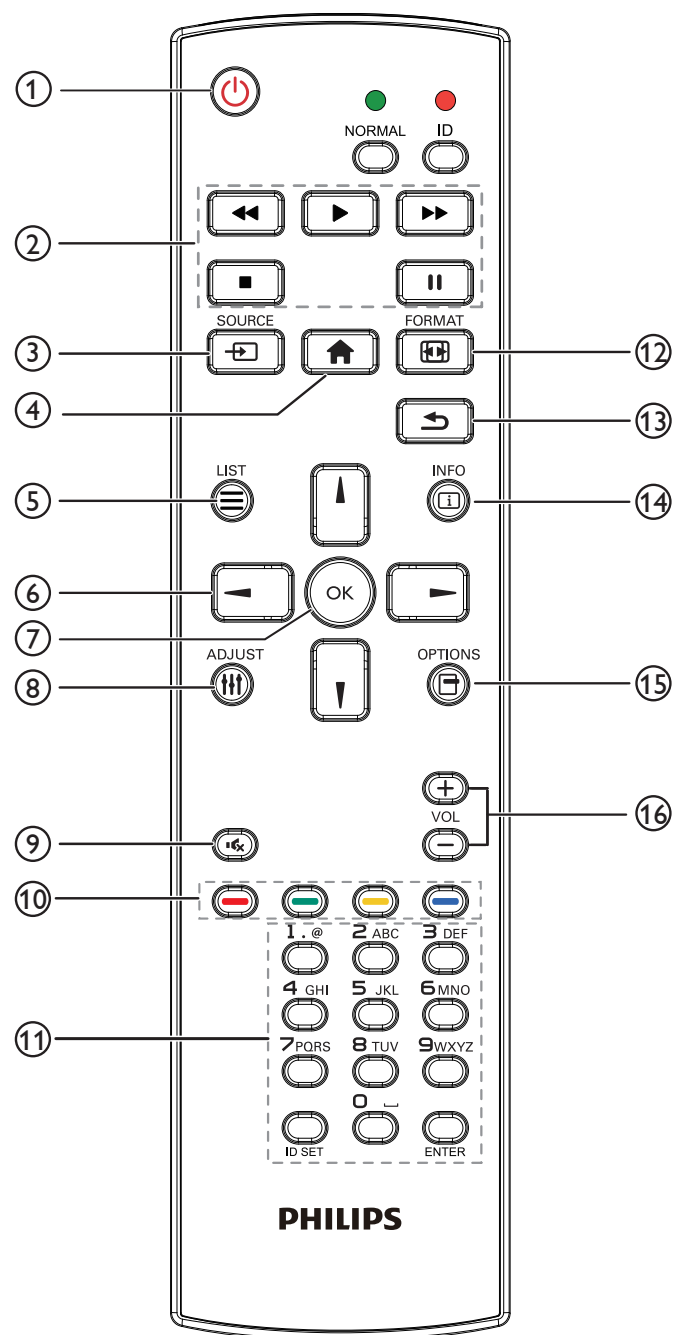 1
NORMAL ID
2
SOURCE FORMAT
3 12
4 13
LIST INFO
5 i 14
6 OK
7
ADJUST OPTIONS
8 15
+
VOL 16
9 −
10
1 . @ 2 ABC 3 DEF
4 GHI 5 JKL 6 MNO
11 7 PQRS 8 TUV 9 WXYZ
0 ⎵
ID SET ENTER
PHILIPS